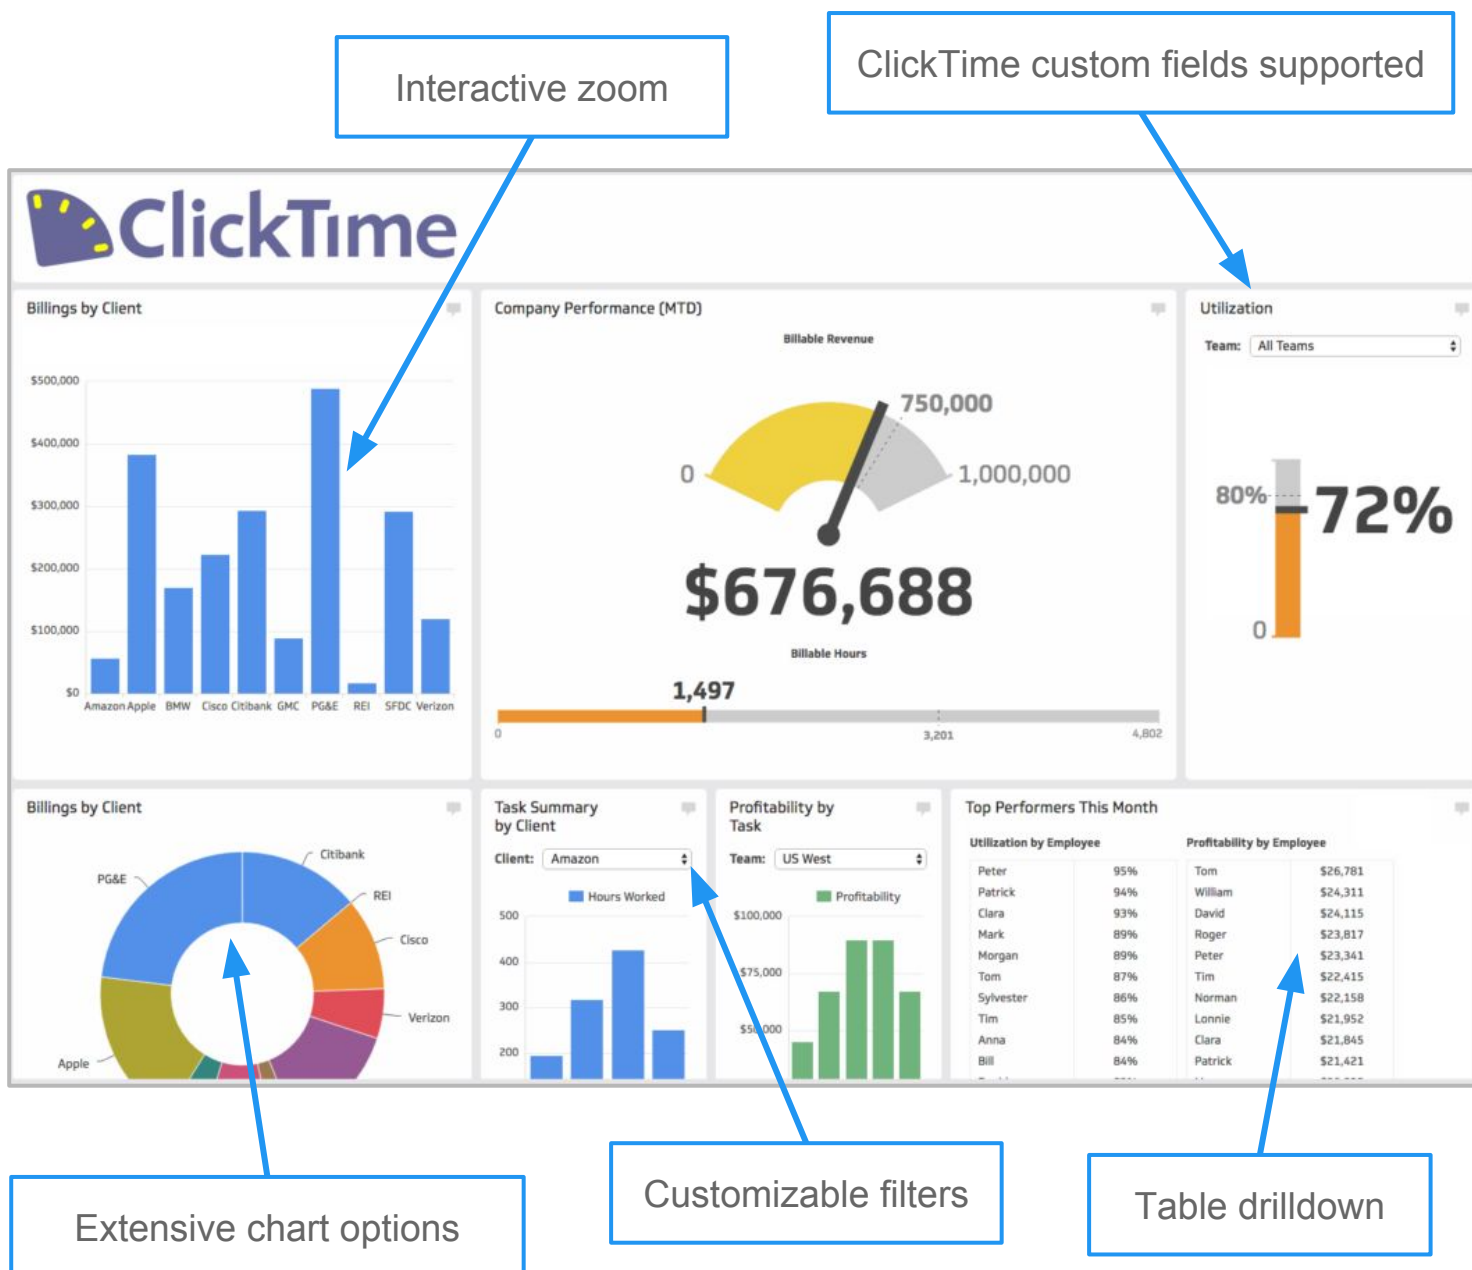 Interactive zoom
ClickTime custom fields supported
ClickTime
Billings by Client
$500,000
$400,000
$300,000
$200,000
$100,000
$0
Amazon Apple BMW Cisco Citibank GMC PG&E REI SFDC Verizon
Company Performance (MTD)
Billable Revenue
750,000
0
1,000,000
$676,688
Billable Hours
1,497
0
3,201
4,802
Utilization
Team: All Teams
80%
72%
0
Billings by Client
Citibank
PG&E
REI
Cisco
Verizon
Apple
Task Summary
by Client
Client: Amazon
Hours Worked
500
400
300
200
Profitability by
Task
Team: US West
Profitability
$100,000
$75,000
Top Performers This Month
Utilization by Employee
Peter 95%
Patrick 94%
Clara 93%
Mark 89%
Morgan 89%
Tom 87%
Sylvester 86%
Tim 85%
Anna 84%
Bill 84%
Profitability by Employee
Tom $26,781
William $24,311
David $24,115
Roger $23,817
Peter $23,341
Tim $22,415
Norman $22,158
Lonnie $21,952
Clara $21,845
Patrick $21,421
Extensive chart options
Customizable filters
Table drilldown